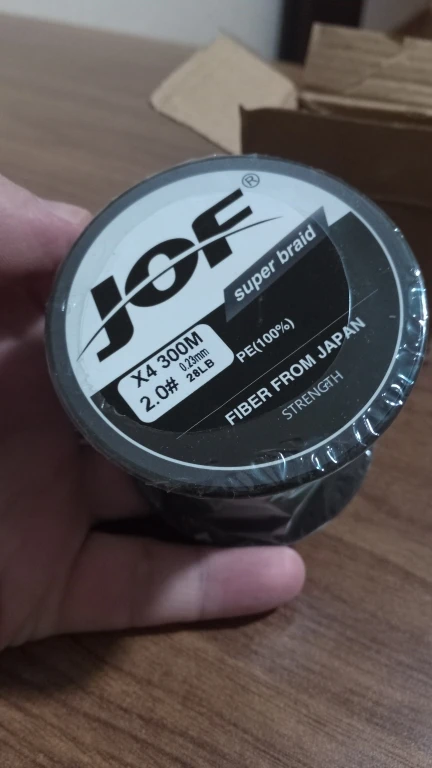 JOF®
super braid
X4 300M
2.0# 0.23mm 28LB
PE(100%)
FIBER FROM JAPAN
STRENGTH